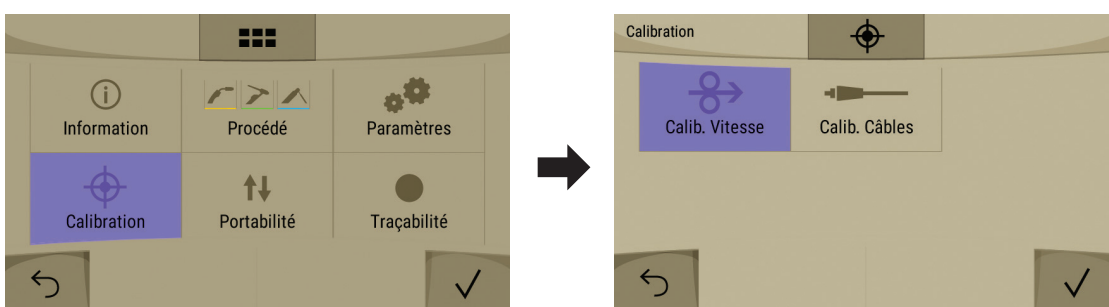 Information
Procédé
Paramètres
Calibration
Portabilité
Traçabilité
Calibration
Calib. Vitesse
Calib. Câbles